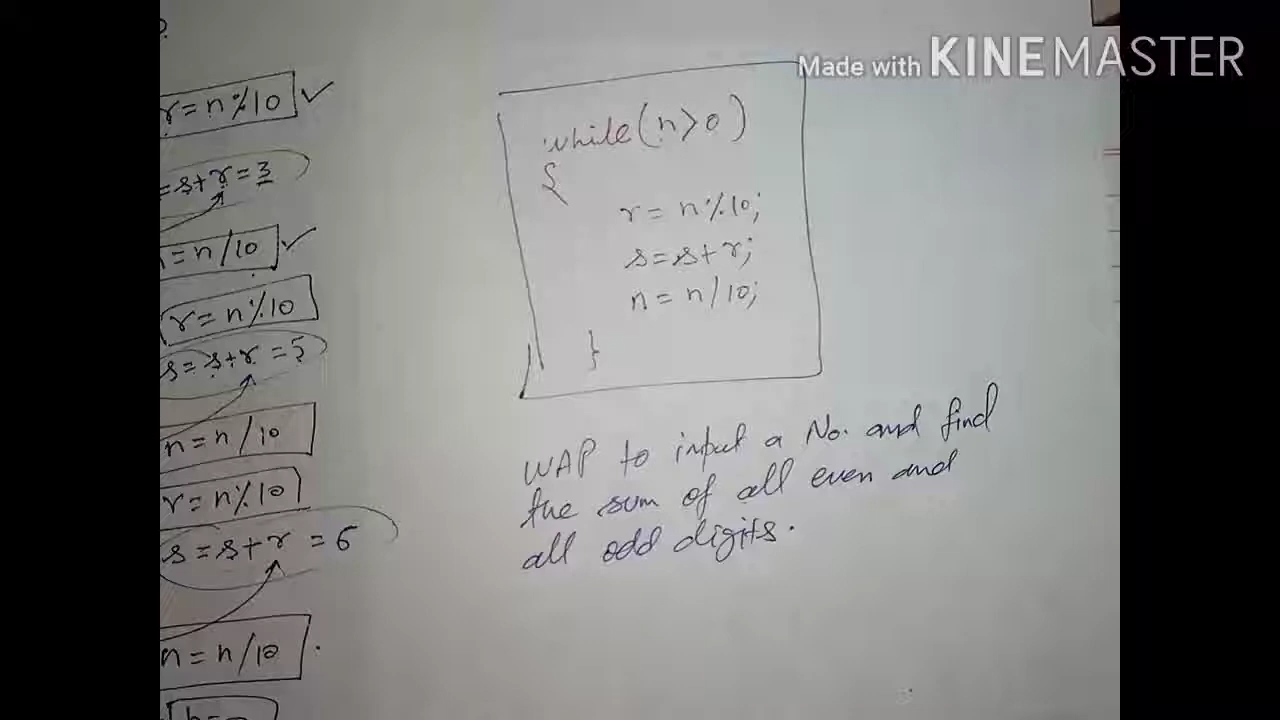 r=n%10
=s+r=3
=n/10
r=n%10
s=s+r=5
n=n/10
r=n%10
s=s+r=6
n=n/10
while(n>0)
{
r=n%10;
s=s+r;
n=n/10;
}
WAP to input a No. and find
the sum of all even and
all odd digits.
Made with KINEMASTER